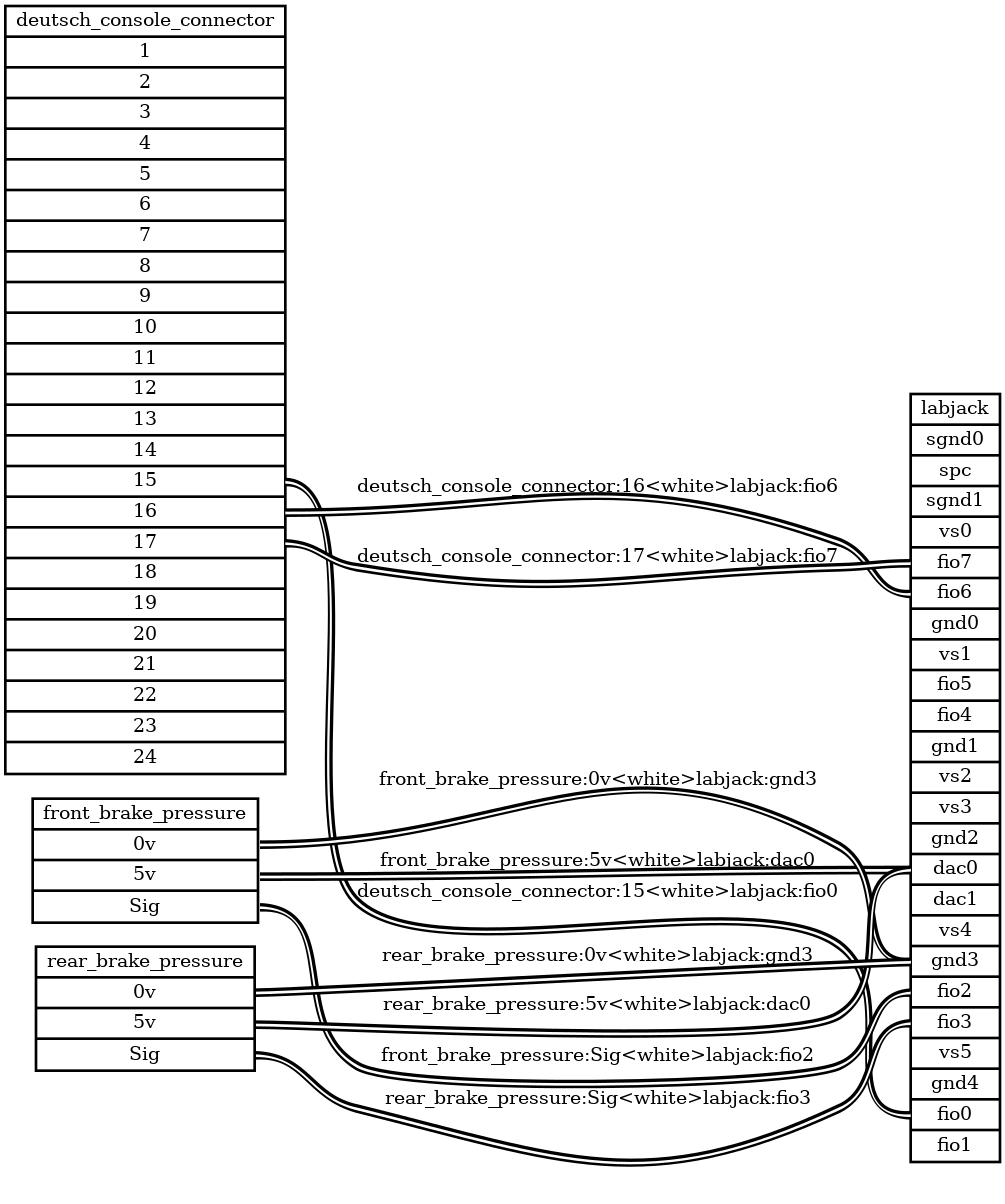 deutsch_console_connector
1
2
3
4
5
6
7
8
9
10
11
12
13
14
15
16
17
18
19
20
21
22
23
24
front_brake_pressure
0v
5v
Sig
rear_brake_pressure
0v
5v
Sig
deutsch_console_connector:16<white>labjack:fio6
deutsch_console_connector:17<white>labjack:fio7
front_brake_pressure:0v<white>labjack:gnd3
front_brake_pressure:5v<white>labjack:dac0
deutsch_console_connector:15<white>labjack:fio0
rear_brake_pressure:0v<white>labjack:gnd3
rear_brake_pressure:5v<white>labjack:dac0
front_brake_pressure:Sig<white>labjack:fio2
rear_brake_pressure:Sig<white>labjack:fio3
labjack
sgnd0
spc
sgnd1
vs0
fio7
fio6
gnd0
vs1
fio5
fio4
gnd1
vs2
vs3
gnd2
dac0
dac1
vs4
gnd3
fio2
fio3
vs5
gnd4
fio0
fio1